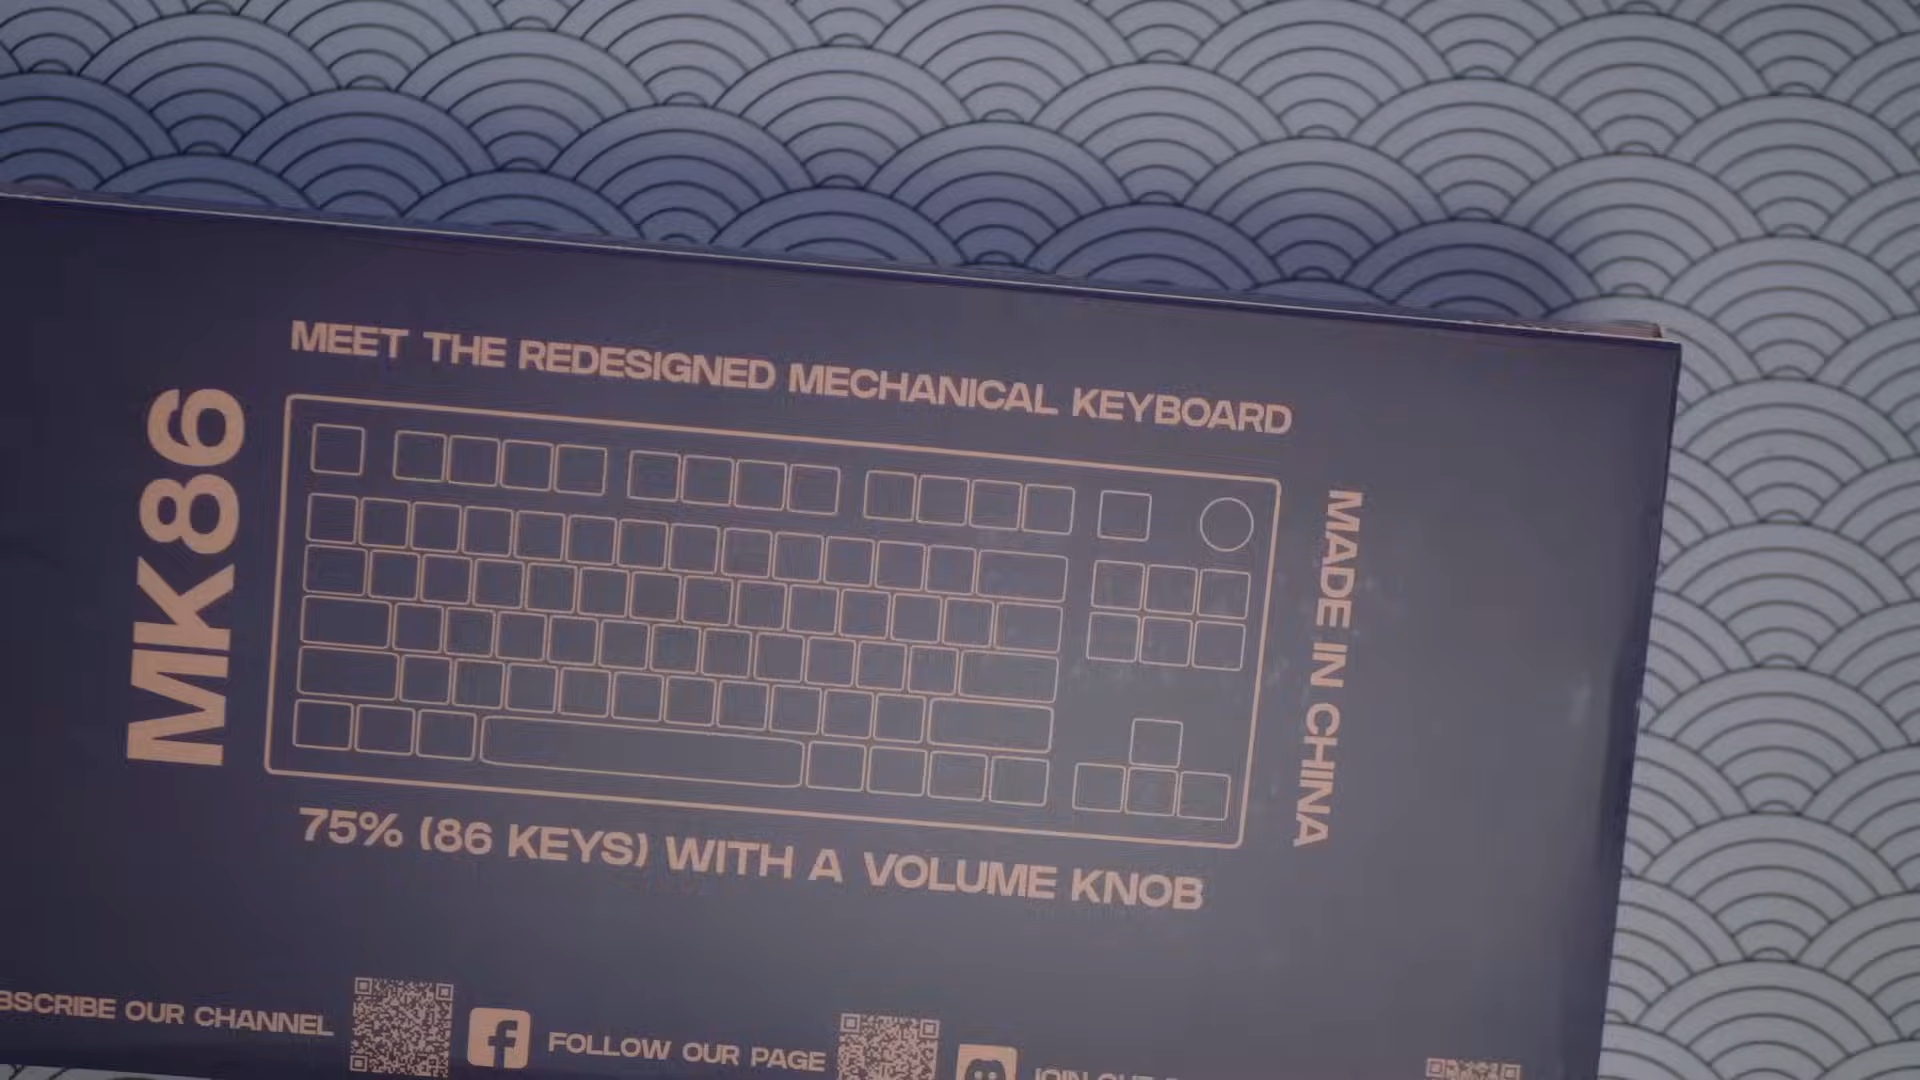 MEET THE REDESIGNED MECHANICAL KEYBOARD
MK86
MADE IN CHINA
75% (86 KEYS) WITH A VOLUME KNOB
OUR CHANNEL
FOLLOW OUR PAGE